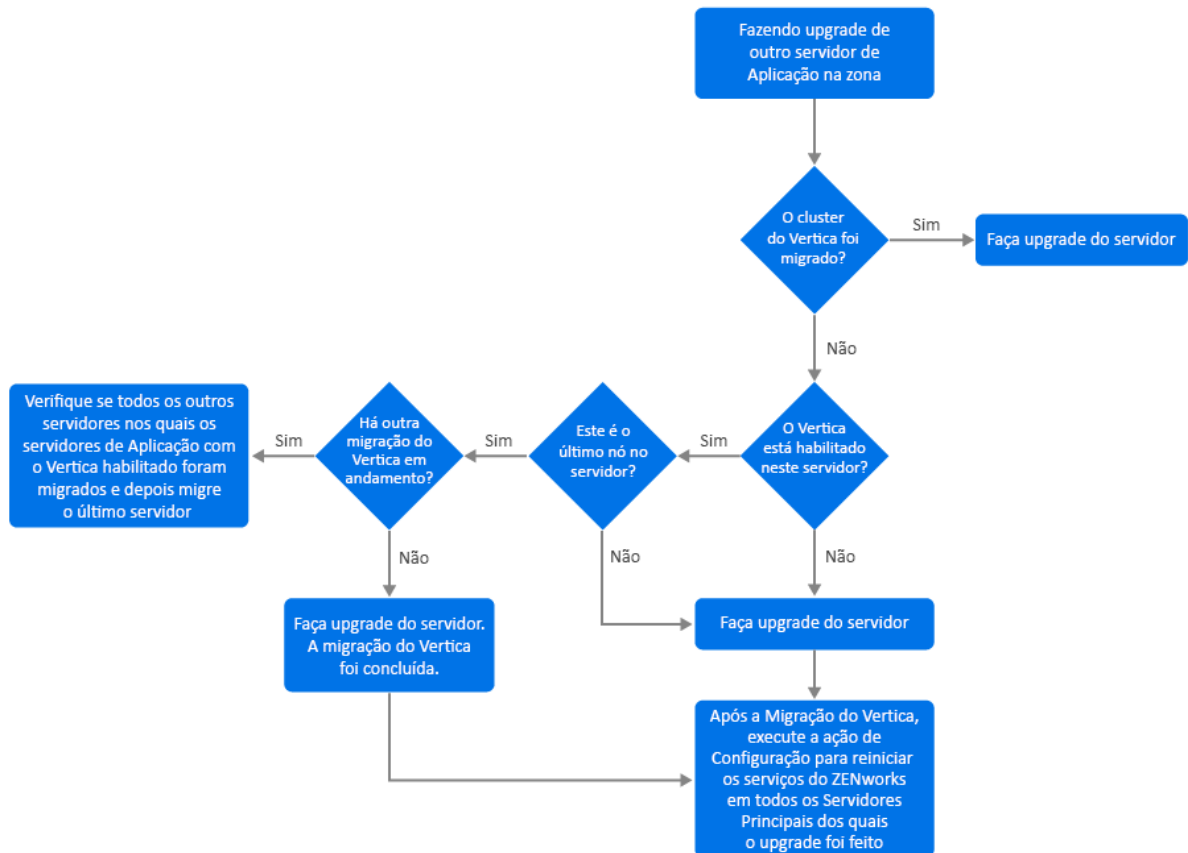 Fazendo upgrade de
outro servidor de
Aplicação na zona
O cluster
do Vertica foi
migrado?
Sim
Faça upgrade do servidor
Não
O Vertica
está habilitado
neste servidor?
Sim
Este é o
último nó no
servidor?
Sim
Há outra
migração do
Vertica em
andamento?
Sim
Verifique se todos os outros
servidores nos quais os
servidores de Aplicação com
o Vertica habilitado foram
migrados e depois migre
o último servidor
Não
Não
Não
Faça upgrade do servidor.
A migração do Vertica
foi concluída.
Faça upgrade do servidor
Após a Migração do Vertica,
execute a ação de
Configuração para reiniciar
os serviços do ZENworks
em todos os Servidores
Principais dos quais
o upgrade foi feito